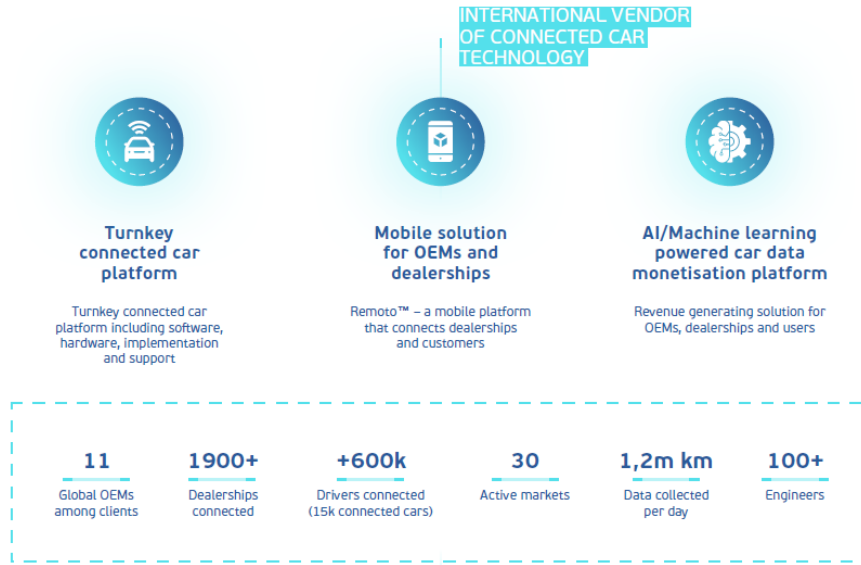 INTERNATIONAL VENDOR
OF CONNECTED CAR
TECHNOLOGY
Turnkey
connected car
platform
Turnkey connected car
platform including software,
hardware, implementation
and support
Mobile solution
for OEMs and
dealerships
Remoto™ – a mobile platform
that connects dealerships
and customers
AI/Machine learning
powered car data
monetisation platform
Revenue generating solution for
OEMs, dealerships and users
11
Global OEMs
among clients
1900+
Dealerships
connected
+600k
Drivers connected
(15k connected cars)
30
Active markets
1,2m km
Data collected
per day
100+
Engineers